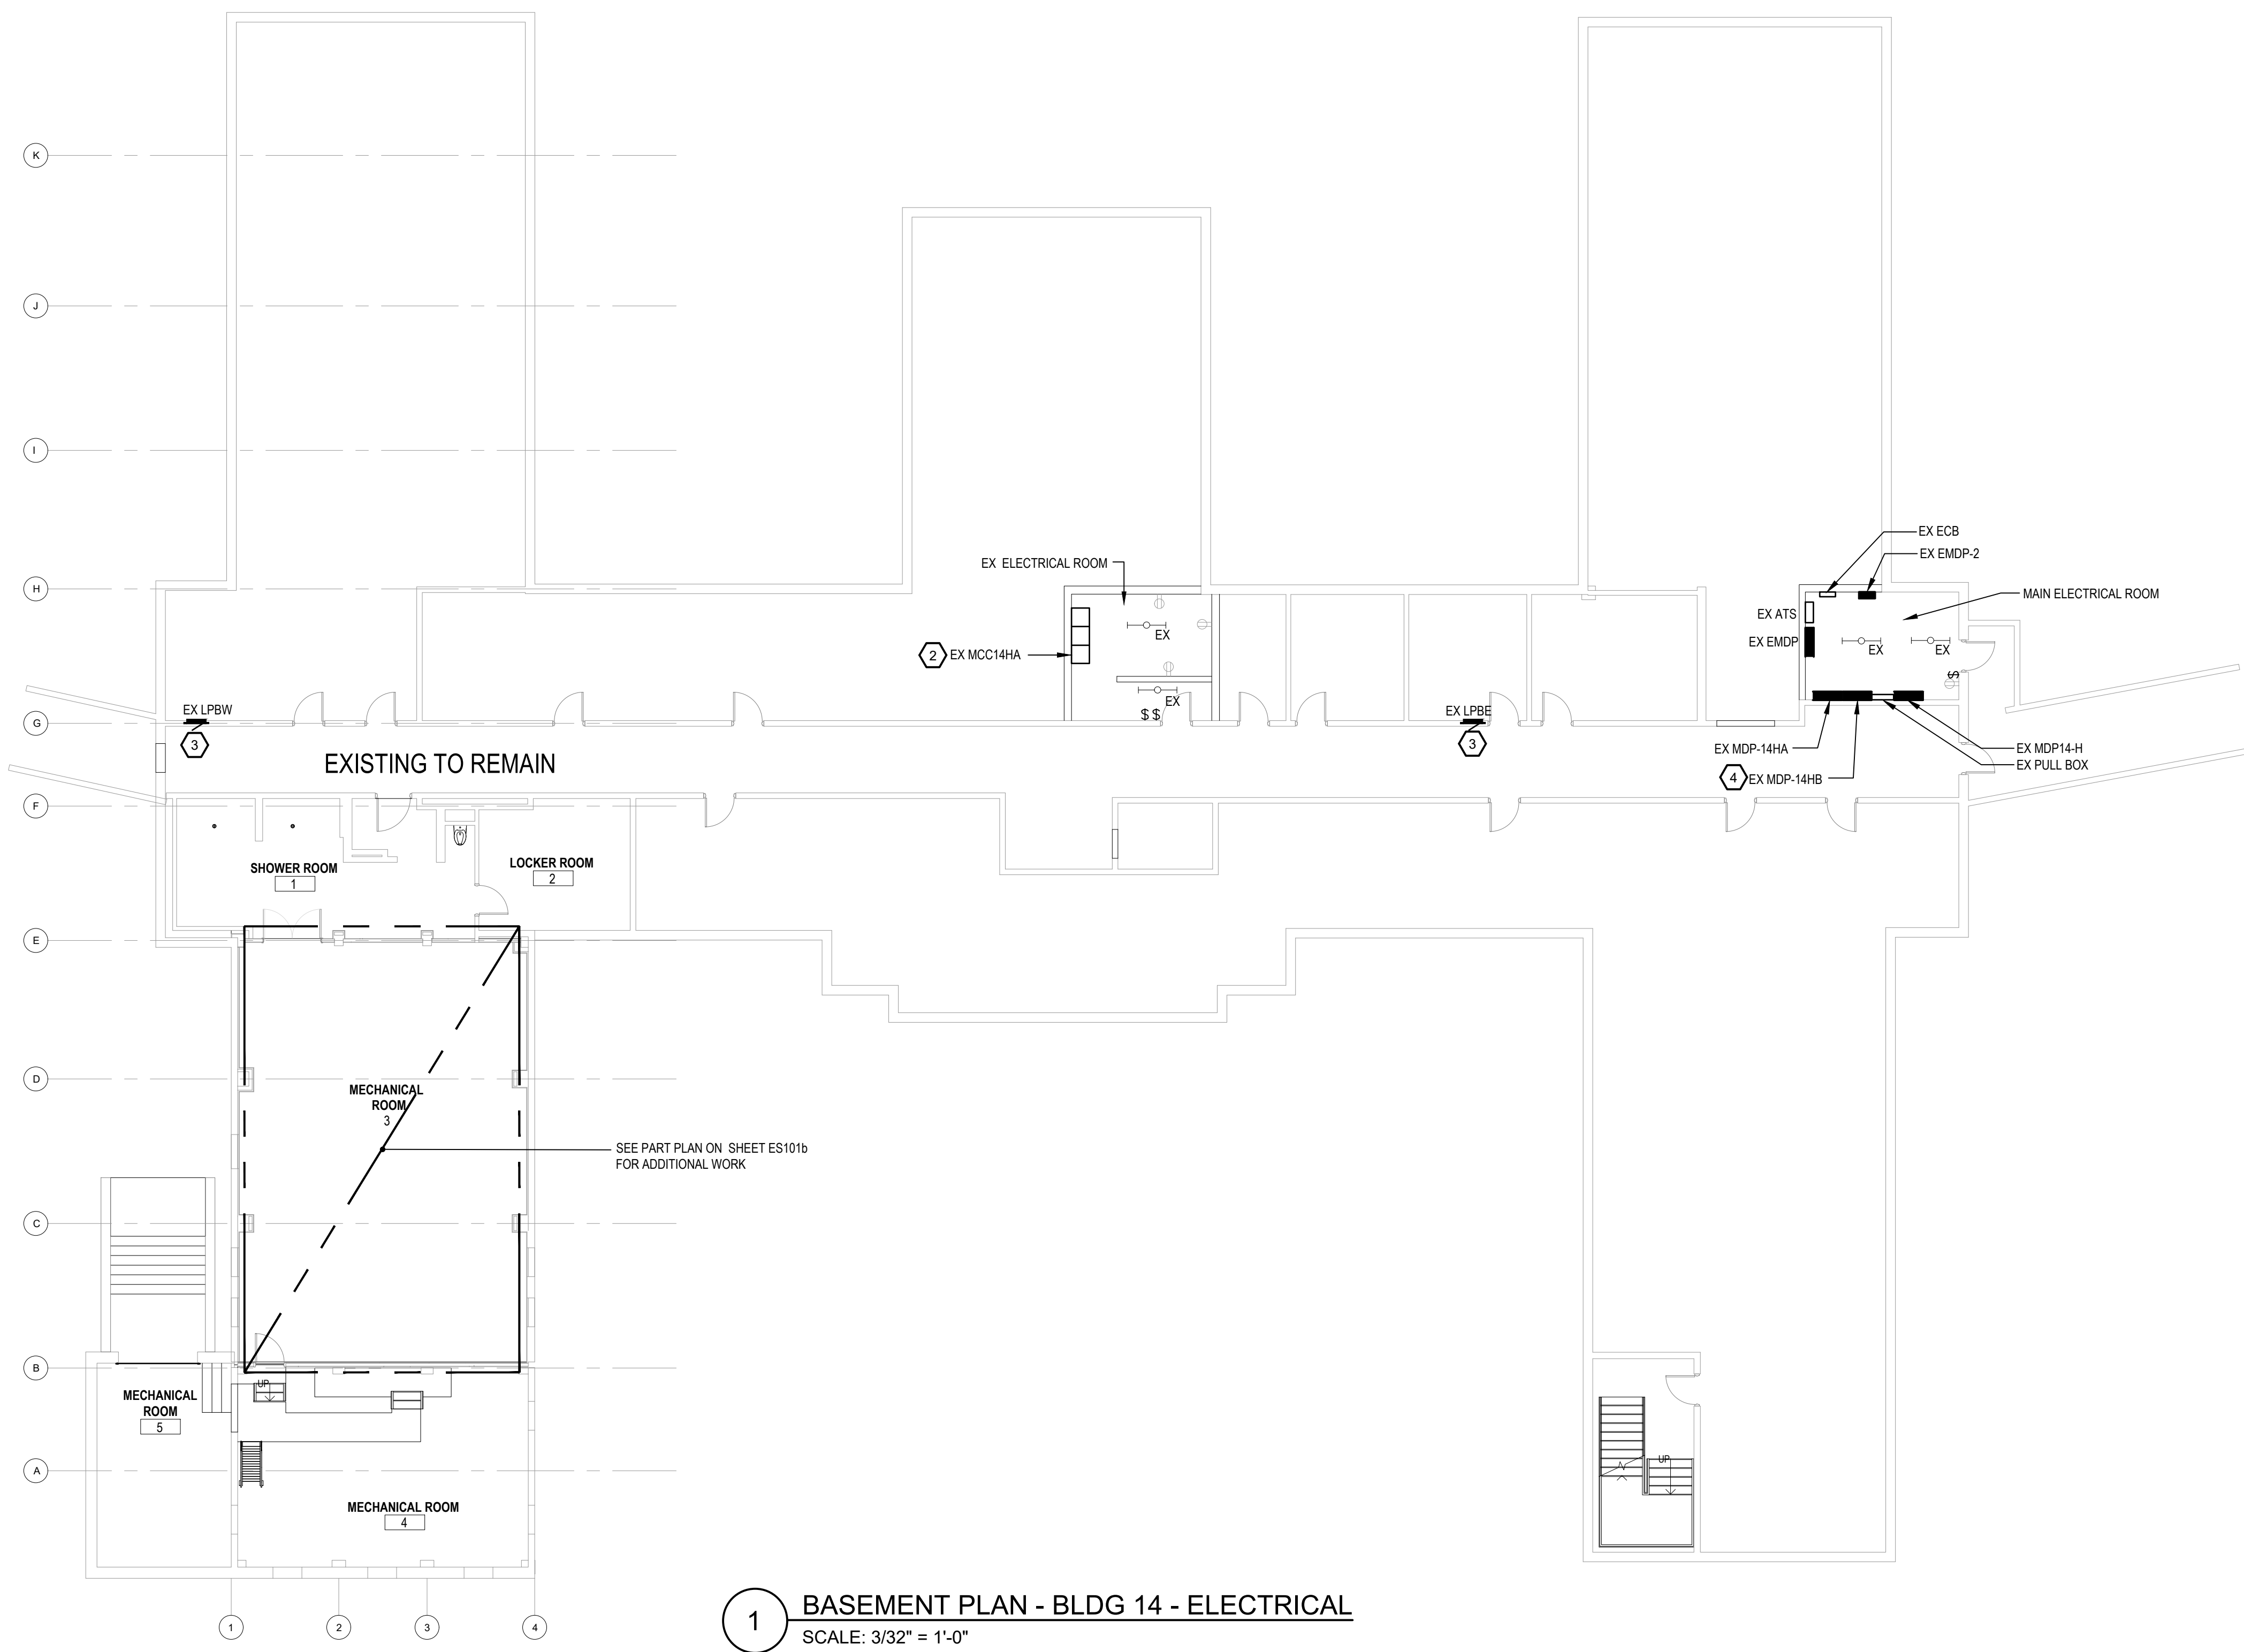 K
J
I
H
G
F
E
D
C
B
A
EX ECB
EX EMDP-2
EX ELECTRICAL ROOM
MAIN ELECTRICAL ROOM
EX ATS
EX EMDP
EX
EX
EX
2 EX MCC14HA
$
EX
$ $
EX LPBW
3
EX LPBE
3
EX MDP-14HA
EX MDP14-H
EX PULL BOX
4 EX MDP-14HB
EXISTING TO REMAIN
SHOWER ROOM
1
LOCKER ROOM
2
MECHANICAL
ROOM
3
SEE PART PLAN ON SHEET ES101b
FOR ADDITIONAL WORK
UP
MECHANICAL
ROOM
5
UP
MECHANICAL ROOM
4
1
2
3
4
1
BASEMENT PLAN - BLDG 14 - ELECTRICAL
SCALE: 3/32" = 1'-0"